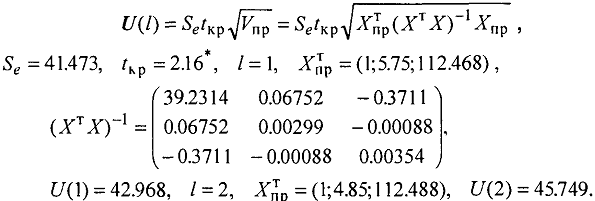 U(l) = S_e t_кр √V_пр = S_e t_кр √(X_пр^т (X^т X)^−1 X_пр) ,
S_e = 41.473, t_кр = 2.16*, l = 1, X_пр^т = (1;5.75;112.468) ,
39.2314 0.06752 −0.3711
(X^т X)^−1 = ( 0.06752 0.00299 −0.00088 ),
−0.3711 −0.00088 0.00354
U(1) = 42.968, l = 2, X_пр^т = (1;4.85;112.488), U(2) = 45.749.